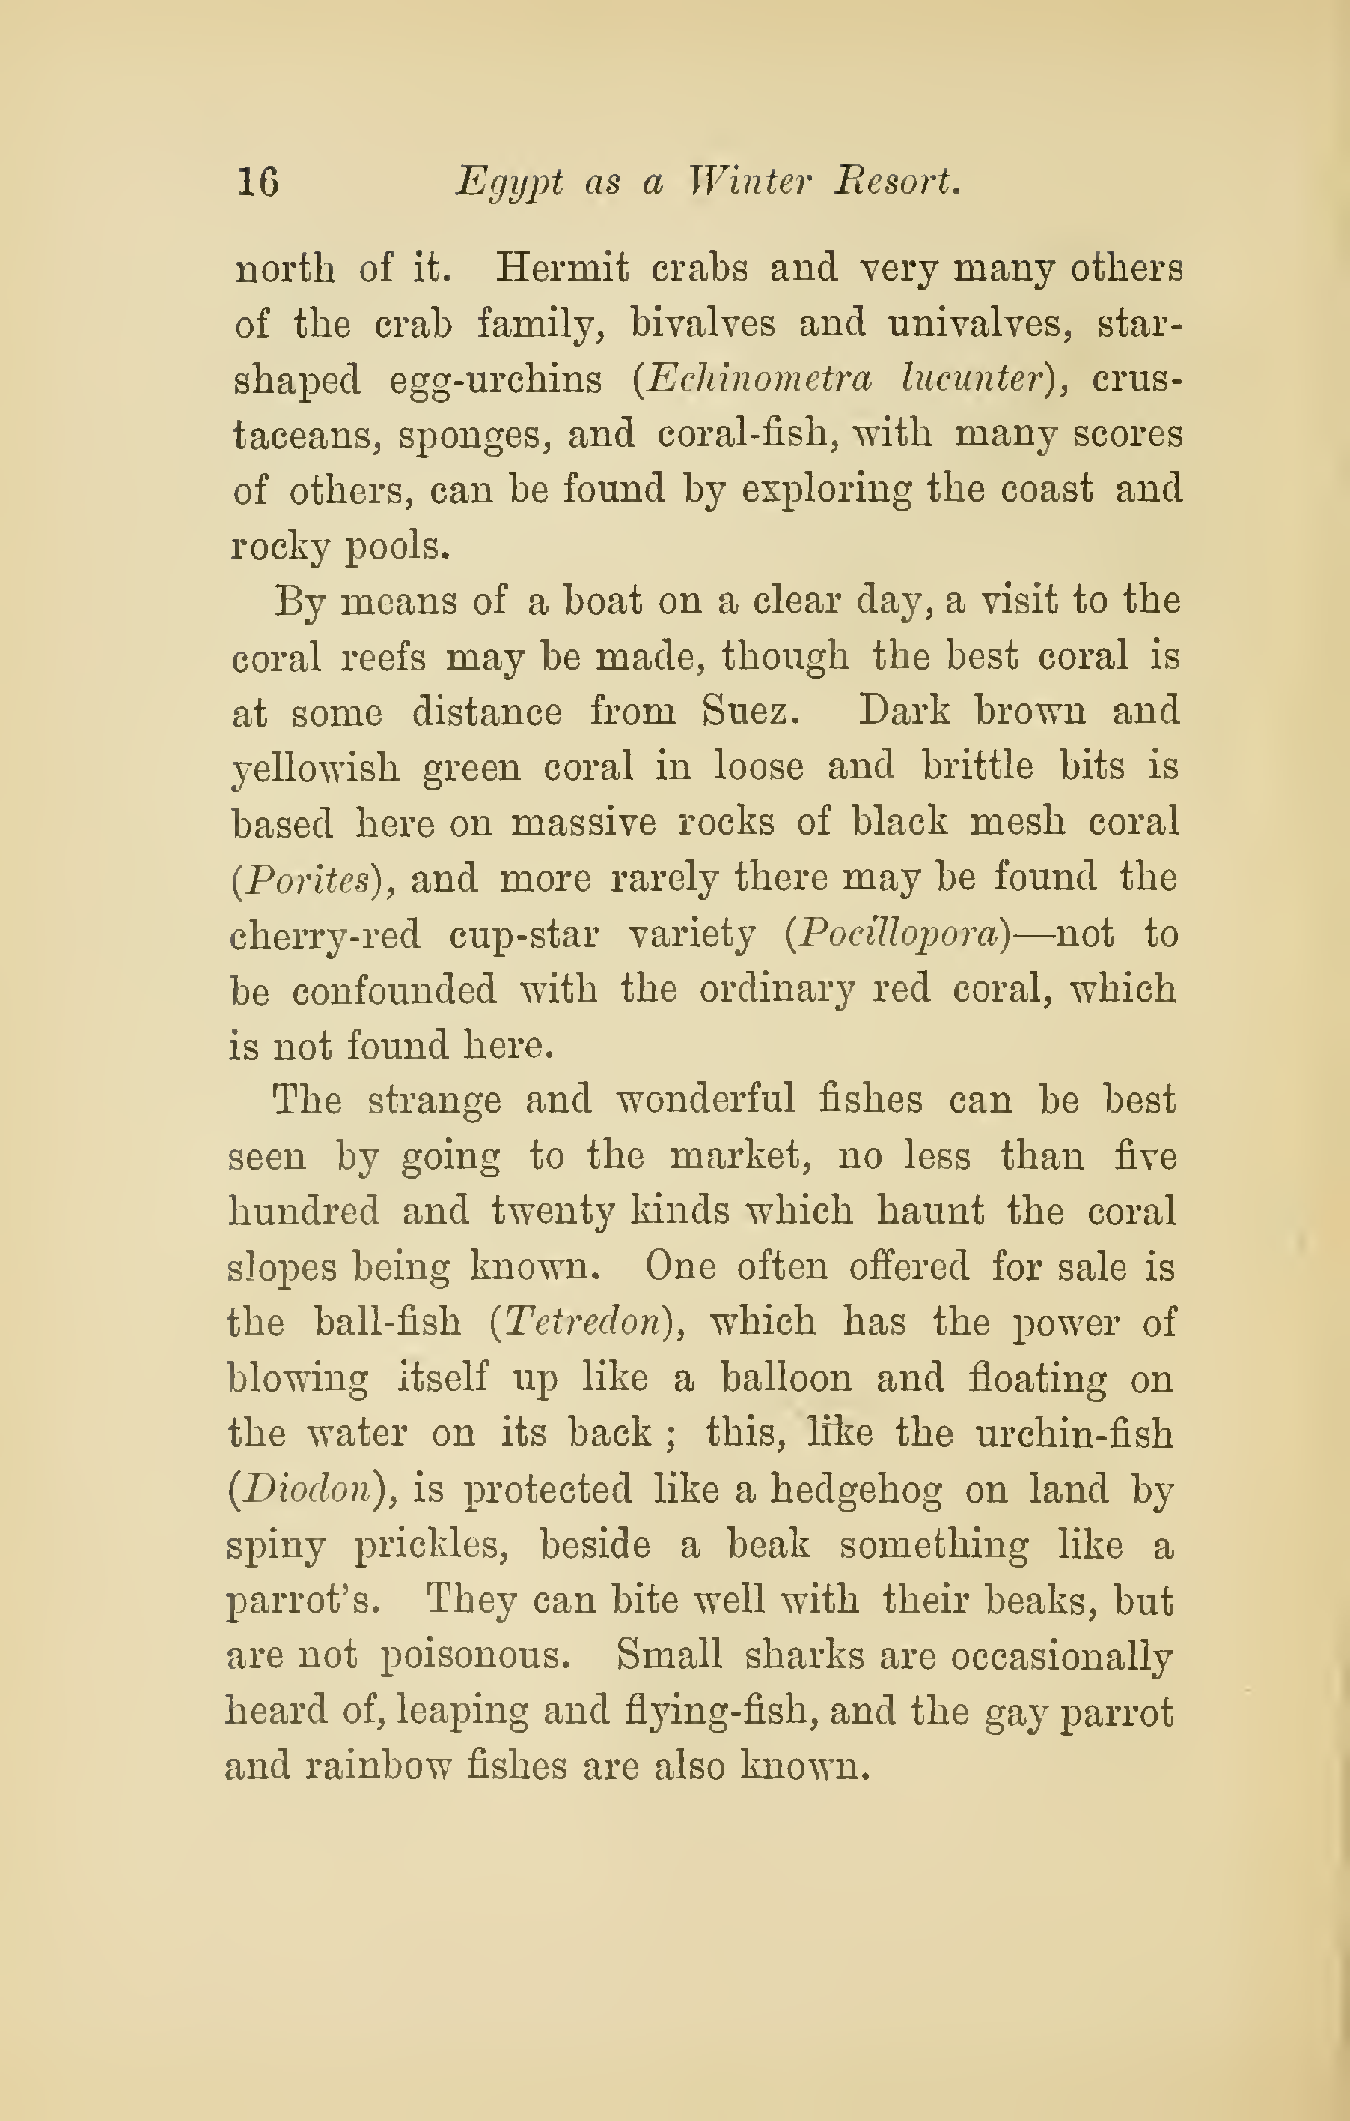 16 Egypt as a Winter Resort.
north of it. Hermit crabs and very many others
of the crab family, bivalves and univalves, star-
shaped egg-urchins (Echinometra lucunter), crus-
taceans, sponges, and coral-fish, with many scores
of others, can be found by exploring the coast and
rocky pools.
By means of a boat on a clear day, a visit to the
coral reefs may be made, though the best coral is
at some distance from Suez. Dark brown and
yellowish green coral in loose and brittle bits is
based here on massive rocks of black mesh coral
(Porites), and more rarely there may be found the
cherry-red cup-star variety (Pocillopora)—not to
be confounded with the ordinary red coral, which
is not found here.
The strange and wonderful fishes can be best
seen by going to the market, no less than five
hundred and twenty kinds which haunt the coral
slopes being known. One often offered for sale is
the ball-fish (Tetredon), which has the power of
blowing itself up like a balloon and floating on
the water on its back ; this, like the urchin-fish
(Diodon), is protected like a hedgehog on land by
spiny prickles, beside a beak something like a
parrot's. They can bite well with their beaks, but
are not poisonous. Small sharks are occasionally
heard of, leaping and flying-fish, and the gay parrot
and rainbow fishes are also known.